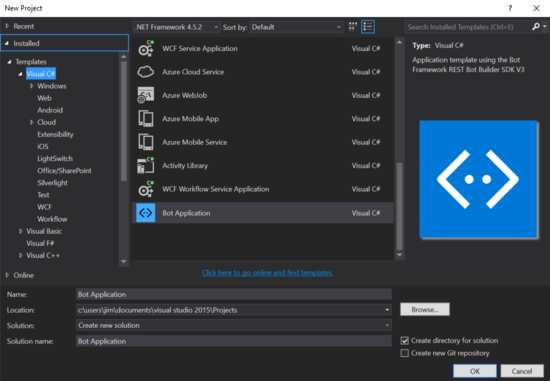 New Project
? ×
Recent
.NET Framework 4.5.2
Sort by: Default
Search Installed Templates (Ctrl+E)
Installed
Templates
Visual C#
Windows
Web
Android
Cloud
Extensibility
iOS
LightSwitch
Office/SharePoint
Silverlight
Test
WCF
Workflow
Visual Basic
Visual F#
Visual C++
Online
WCF Service Application Visual C#
Azure Cloud Service Visual C#
Azure WebJob Visual C#
Azure Mobile App Visual C#
Azure Mobile Service Visual C#
Activity Library Visual C#
WCF Workflow Service Application Visual C#
Bot Application Visual C#
Click here to go online and find templates.
Type: Visual C#
Application template using the Bot
Framework REST Bot Builder SDK V3
Name: Bot Application
Location: c:\users\jim\documents\visual studio 2015\Projects
Browse...
Solution: Create new solution
Solution name: Bot Application
Create directory for solution
Create new Git repository
OK
Cancel